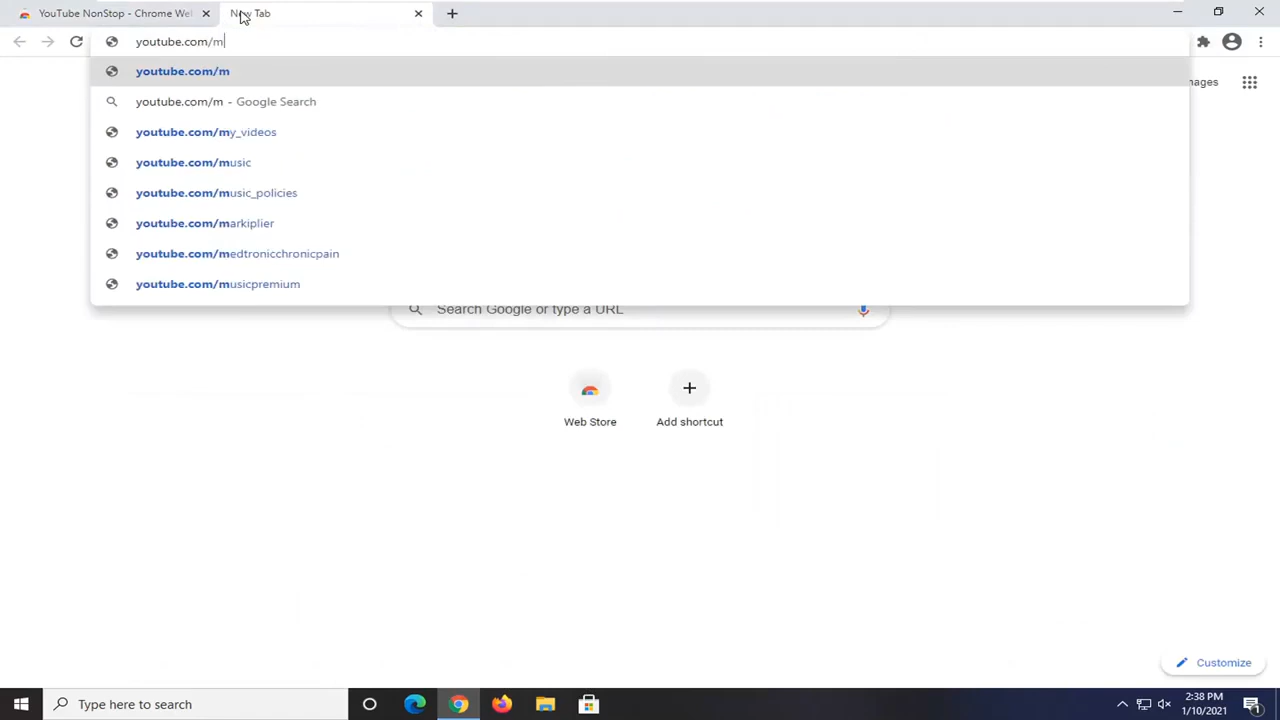 YouTube NonStop - Chrome Wel
New Tab
youtube.com/m
youtube.com/m
youtube.com/m - Google Search
youtube.com/my_videos
youtube.com/music
youtube.com/music_policies
youtube.com/markiplier
youtube.com/medtronicchronicpain
youtube.com/musicpremium
Search Google or type a URL
Web Store
Add shortcut
Customize
Type here to search
2:38 PM
1/10/2021
1